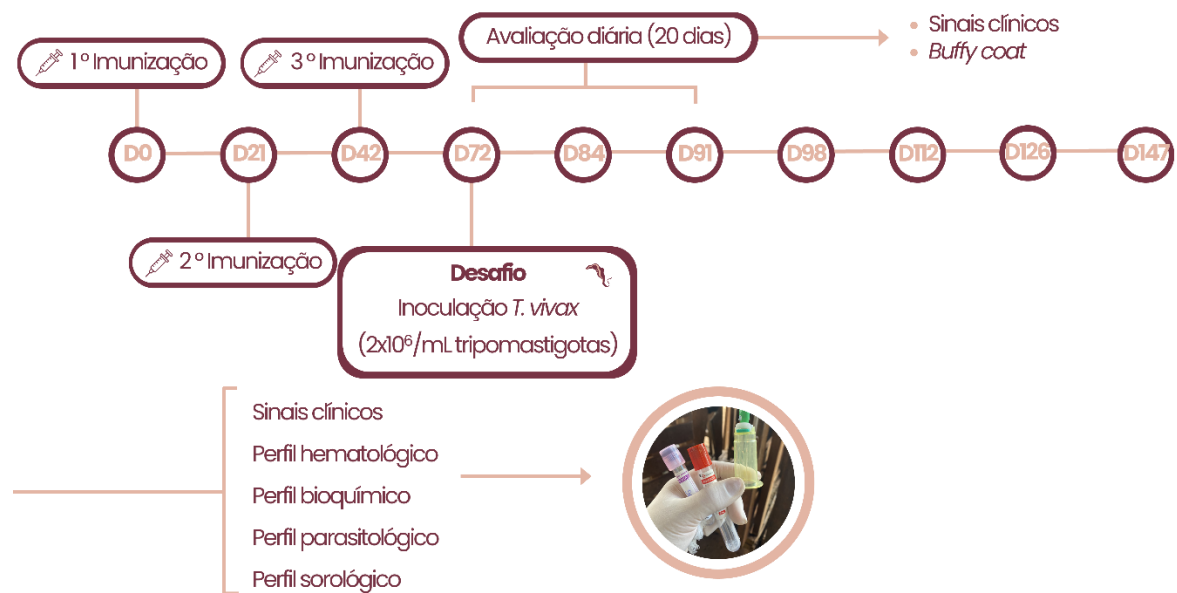 Avaliação diária (20 dias)
• Sinais clínicos
• Buffy coat
1º Imunização
3º Imunização
D0
D21
D42
D72
D84
D91
D98
D112
D126
D147
2º Imunização
Desafio
Inoculação T. vivax
(2x10⁶/mL tripomastigotas)
Sinais clínicos
Perfil hematológico
Perfil bioquímico
Perfil parasitológico
Perfil sorológico